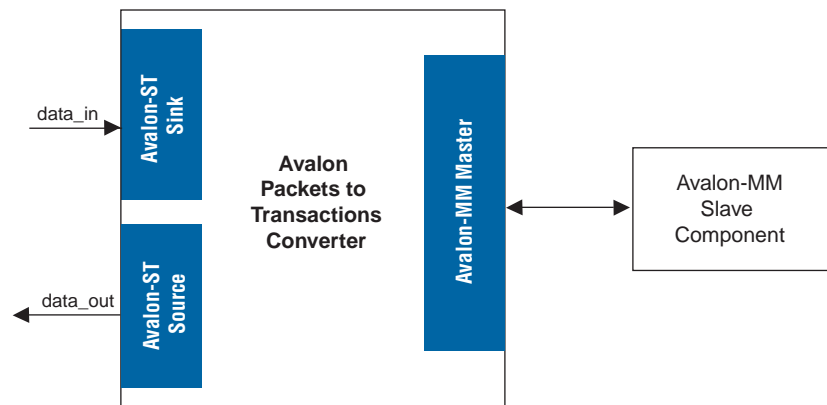 data_in
Avalon-ST
Sink
data_out
Avalon-ST
Source
Avalon
Packets to
Transactions
Converter
Avalon-MM Master
Avalon-MM
Slave
Component